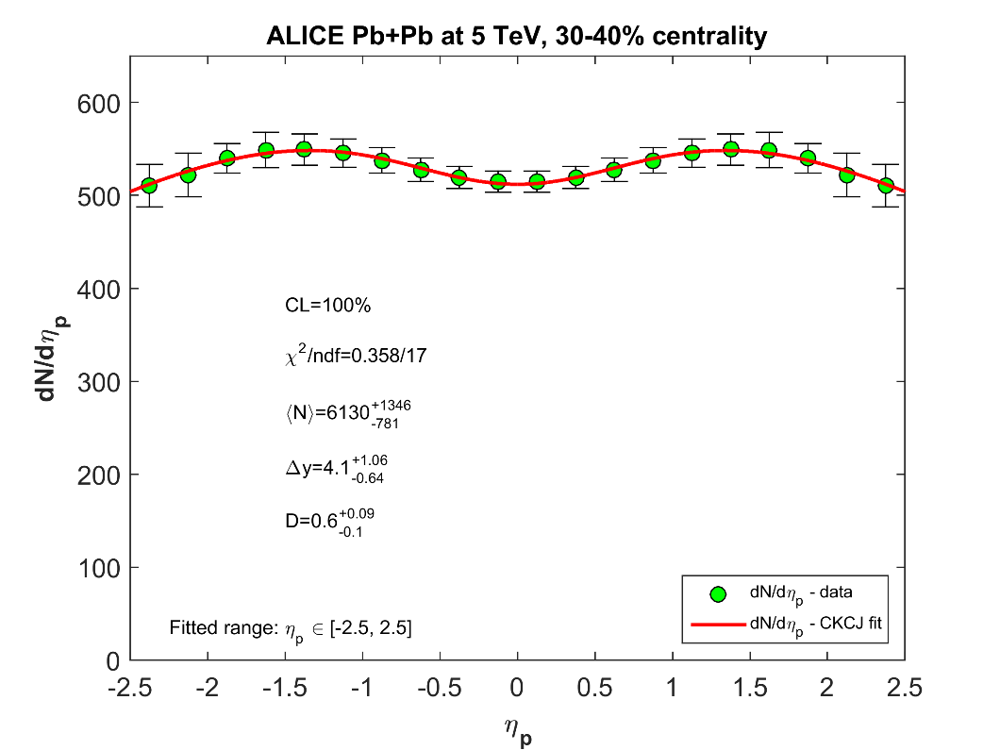 ALICE Pb+Pb at 5 TeV, 30-40% centrality
600
500
400
300
200
100
0
dN/dη_p
CL=100%
χ²/ndf=0.358/17
⟨N⟩=6130 +1346 -781
Δy=4.1 +1.06 -0.64
D=0.6 +0.09 -0.1
Fitted range: η_p ∈ [-2.5, 2.5]
dN/dη_p - data
dN/dη_p - CKCJ fit
-2.5 -2 -1.5 -1 -0.5 0 0.5 1 1.5 2 2.5
η_p